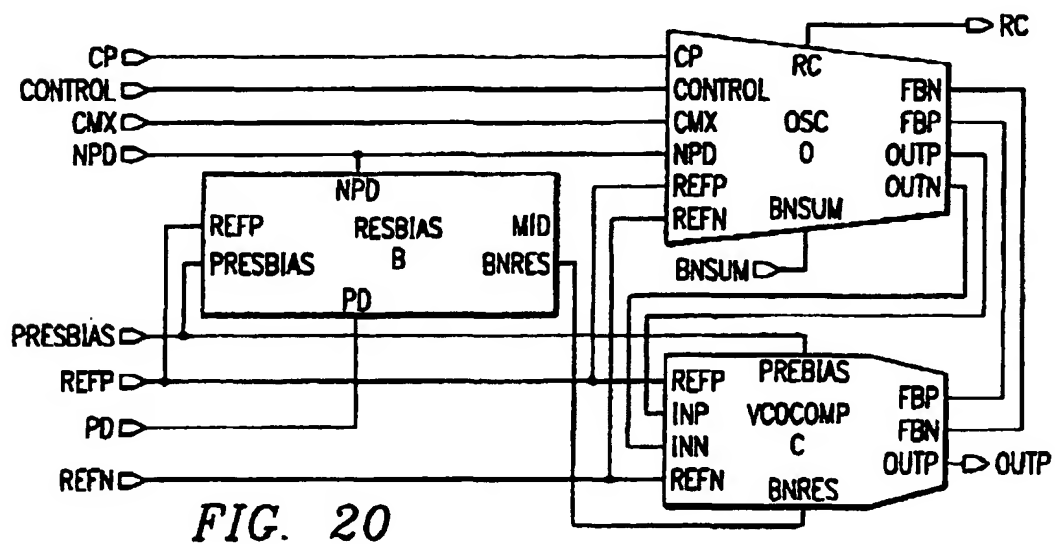 RC
CP
CONTROL
CMX
NPD
CP
CONTROL
CMX
NPD
REFP
REFN
RC
OSC
O
BNSUM
FBN
FBP
OUTP
OUTN
BNSUM
NPD
REFP
PRESBIAS
RESBIAS
B
MID
BNRES
PD
PRESBIAS
REFP
PD
REFN
REFP
INP
INN
REFN
PREBIAS
VCOCOMP
C
BNRES
FBP
FBN
OUTP
OUTP
FIG. 20